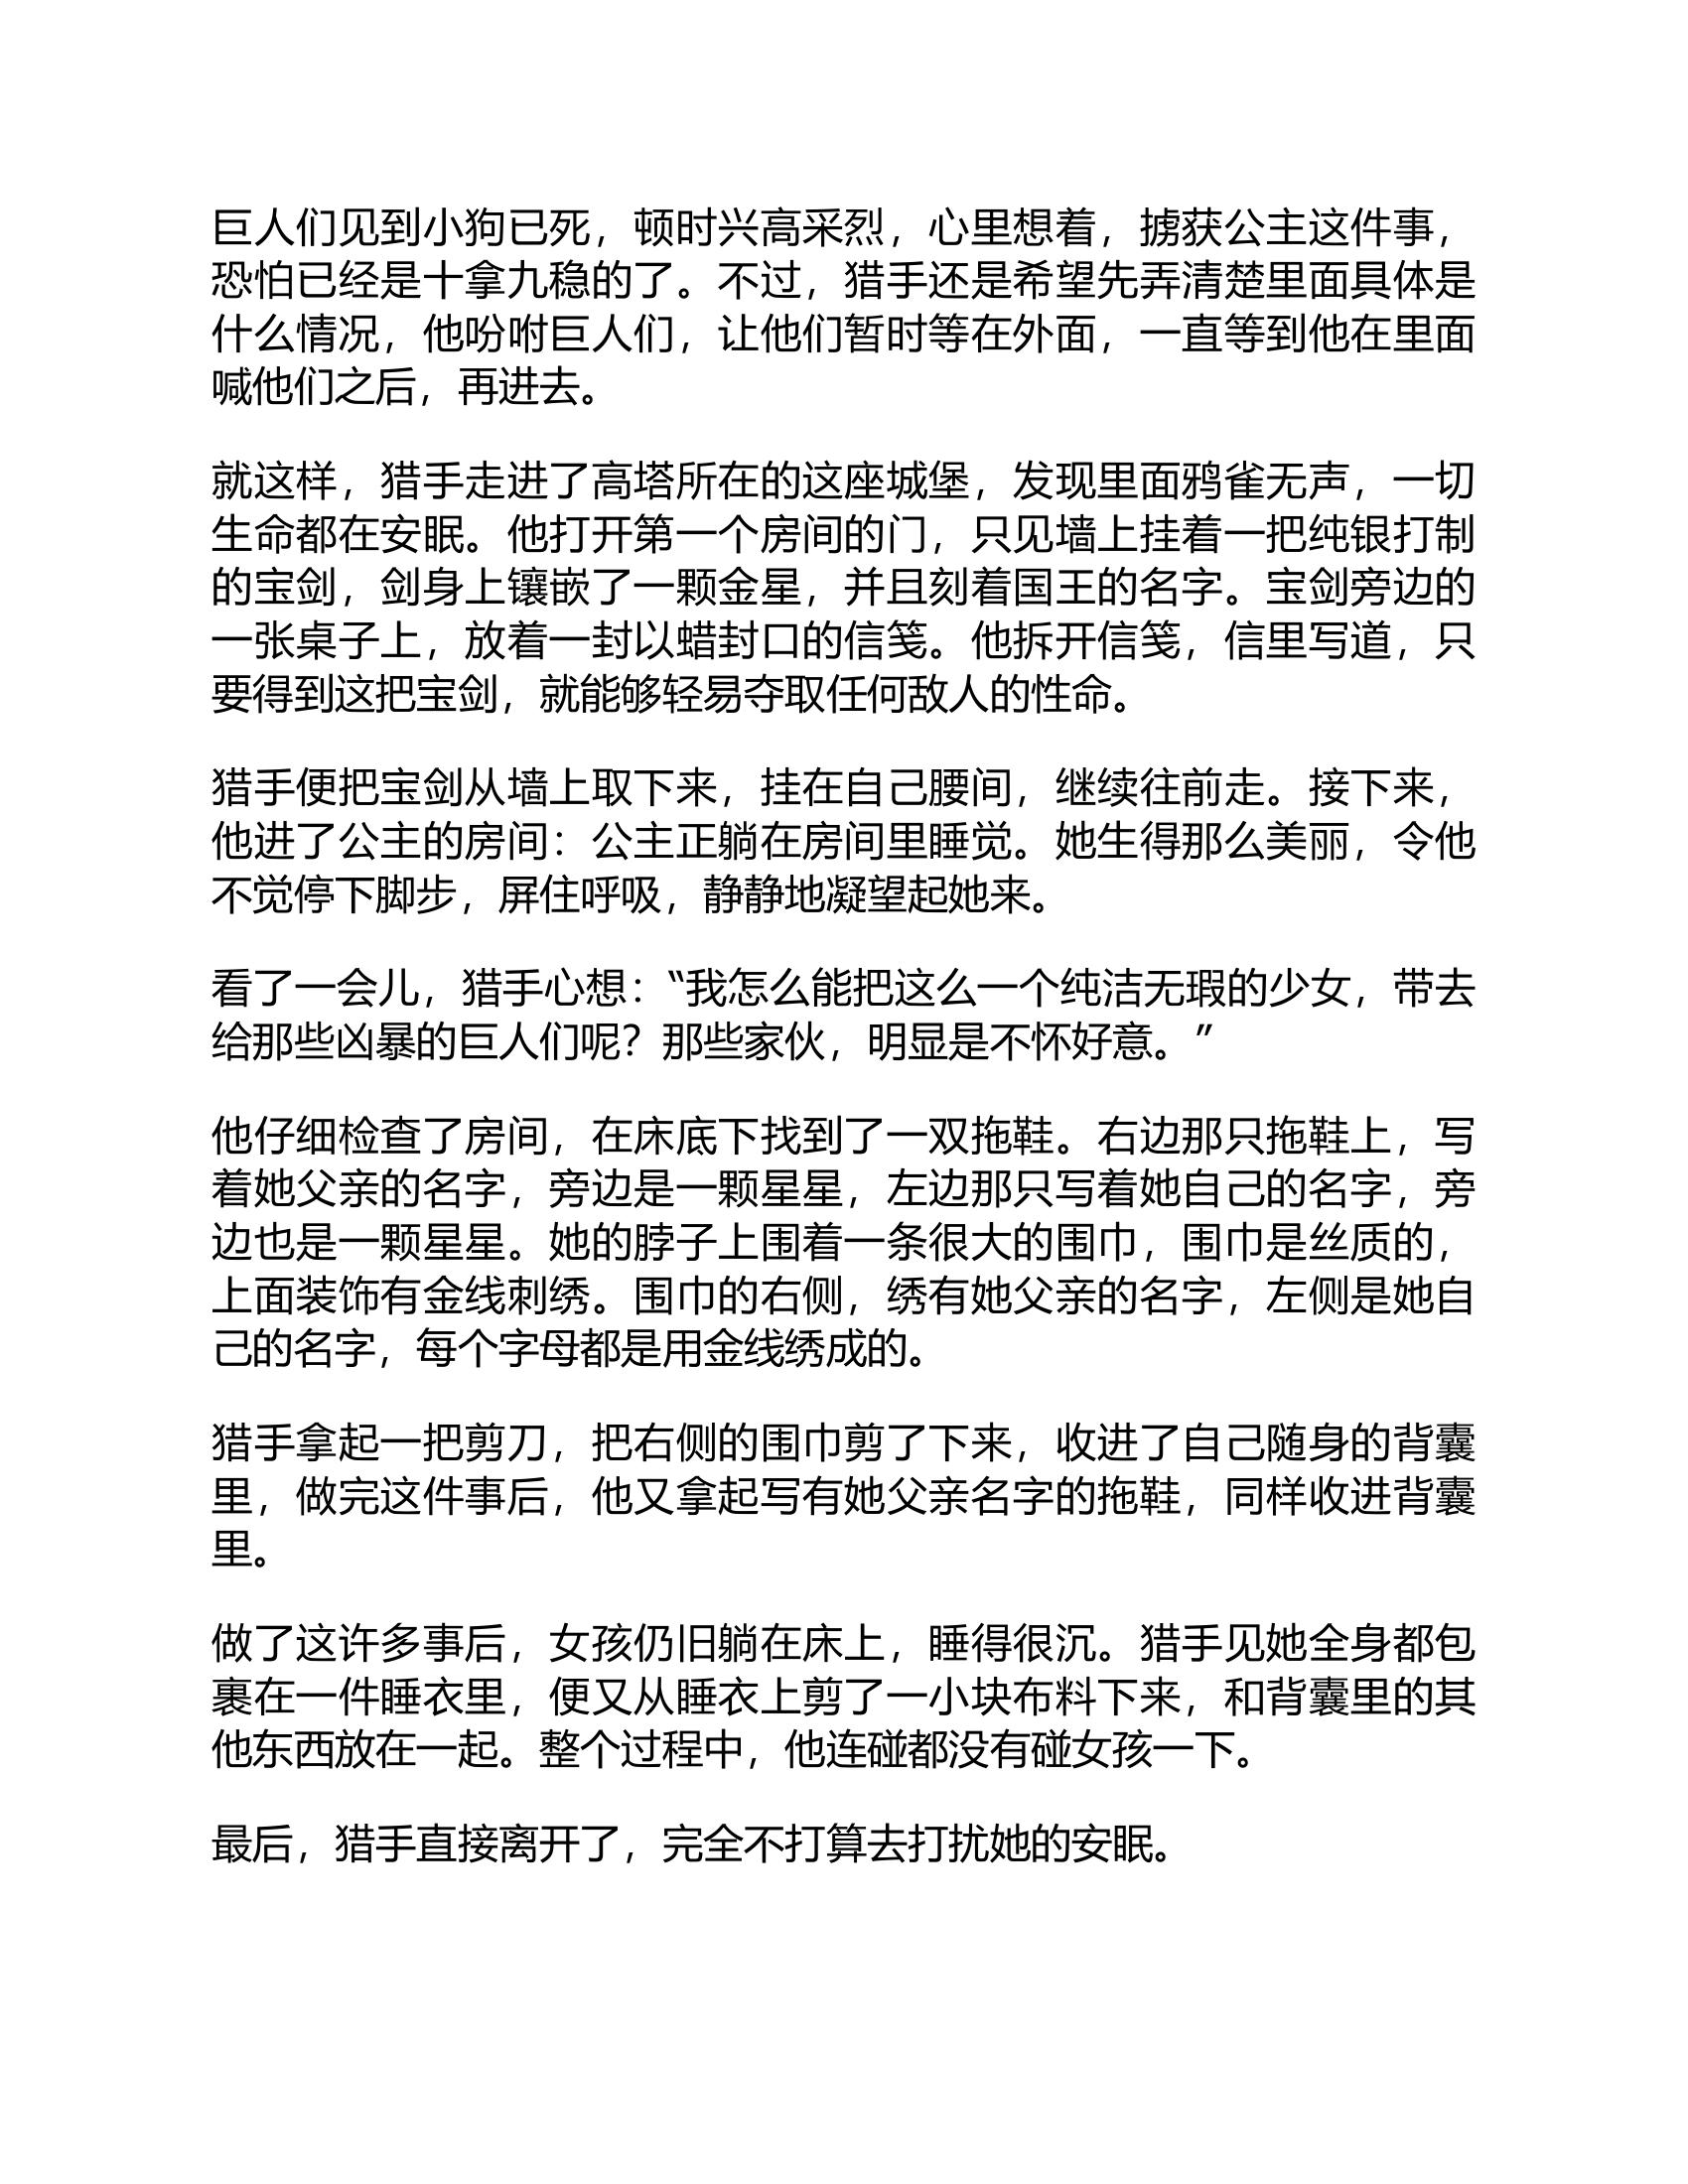 巨人们见到小狗已死，顿时兴高采烈，心里想着，掳获公主这件事，
恐怕已经是十拿九稳的了。不过，猎手还是希望先弄清楚里面具体是
什么情况，他吩咐巨人们，让他们暂时等在外面，一直等到他在里面
喊他们之后，再进去。
就这样，猎手走进了高塔所在的这座城堡，发现里面鸦雀无声，一切
生命都在安眠。他打开第一个房间的门，只见墙上挂着一把纯银打制
的宝剑，剑身上镶嵌了一颗金星，并且刻着国王的名字。宝剑旁边的
一张桌子上，放着一封以蜡封口的信笺。他拆开信笺，信里写道，只
要得到这把宝剑，就能够轻易夺取任何敌人的性命。
猎手便把宝剑从墙上取下来，挂在自己腰间，继续往前走。接下来，
他进了公主的房间：公主正躺在房间里睡觉。她生得那么美丽，令他
不觉停下脚步，屏住呼吸，静静地凝望起她来。
看了一会儿，猎手心想：“我怎么能把这么一个纯洁无瑕的少女，带去
给那些凶暴的巨人们呢？那些家伙，明显是不怀好意。”
他仔细检查了房间，在床底下找到了一双拖鞋。右边那只拖鞋上，写
着她父亲的名字，旁边是一颗星星，左边那只写着她自己的名字，旁
边也是一颗星星。她的脖子上围着一条很大的围巾，围巾是丝质的，
上面装饰有金线刺绣。围巾的右侧，绣有她父亲的名字，左侧是她自
己的名字，每个字母都是用金线绣成的。
猎手拿起一把剪刀，把右侧的围巾剪了下来，收进了自己随身的背囊
里，做完这件事后，他又拿起写有她父亲名字的拖鞋，同样收进背囊
里。
做了这许多事后，女孩仍旧躺在床上，睡得很沉。猎手见她全身都包
裹在一件睡衣里，便又从睡衣上剪了一小块布料下来，和背囊里的其
他东西放在一起。整个过程中，他连碰都没有碰女孩一下。
最后，猎手直接离开了，完全不打算去打扰她的安眠。